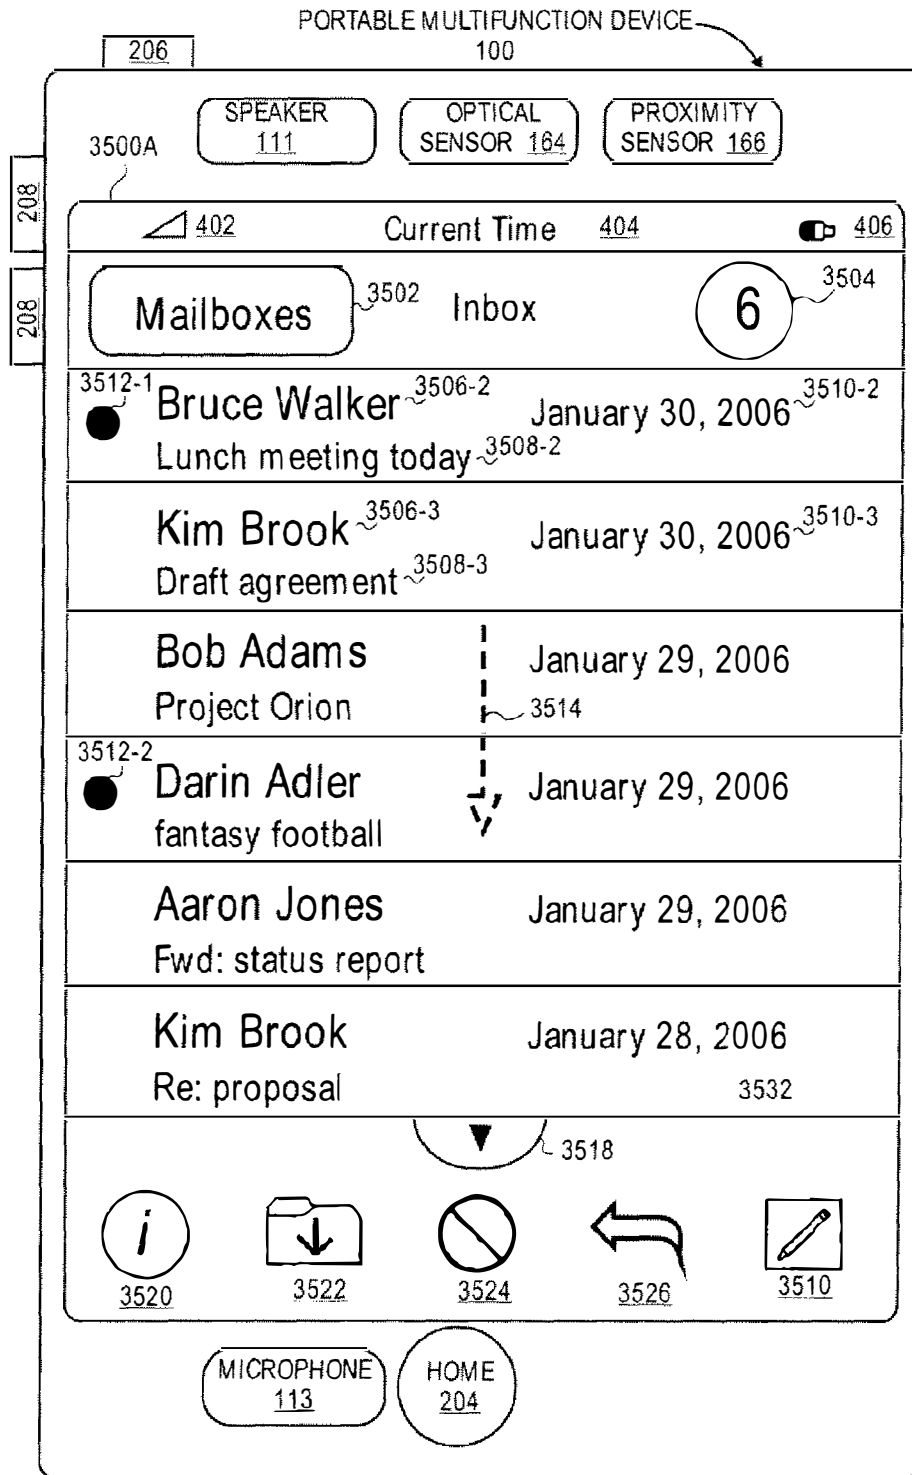 PORTABLE MULTIFUNCTION DEVICE
100
206
SPEAKER
111
OPTICAL
SENSOR 164
PROXIMITY
SENSOR 166
3500A
208
208
402
Current Time
404
406
Mailboxes
3502
Inbox
6
3504
3512-1
Bruce Walker
3506-2
January 30, 2006
3510-2
Lunch meeting today
3508-2
Kim Brook
3506-3
January 30, 2006
3510-3
Draft agreement
3508-3
Bob Adams
January 29, 2006
Project Orion
3514
3512-2
Darin Adler
January 29, 2006
fantasy football
Aaron Jones
January 29, 2006
Fwd: status report
Kim Brook
January 28, 2006
Re: proposal
3532
3518
i
3520
3522
3524
3526
3510
MICROPHONE
113
HOME
204